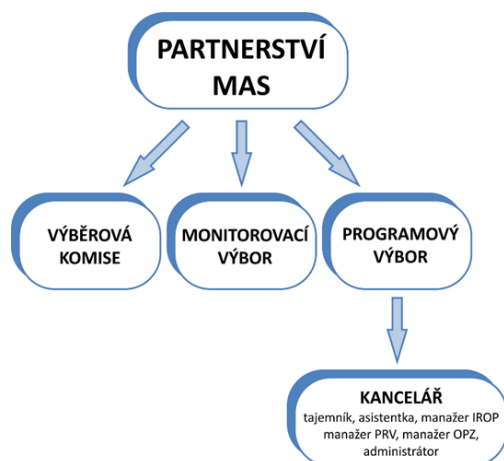 PARTNERSTVÍ
MAS
VÝBĚROVÁ
KOMISE
MONITOROVACÍ
VÝBOR
PROGRAMOVÝ
VÝBOR
KANCELÁŘ
tajemník, asistentka, manažer IROP
manažer PRV, manažer OPZ,
administrátor